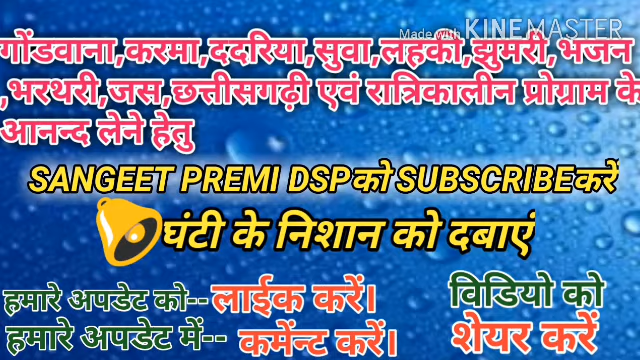 Made with KINEMASTER
गोंडवाना,करमा,ददरिया,सुवा,लहकी,झुमरी,भजन
,भरथरी,जस,छत्तीसगढ़ी एवं रात्रिकालीन प्रोग्राम के
आनन्द लेने हेतु
SANGEET PREMI DSP को SUBSCRIBE करें
घंटी के निशान को दबाएं
हमारे अपडेट को-- लाईक करें। विडियो को
हमारे अपडेट में-- कमेंन्ट करें। शेयर करें